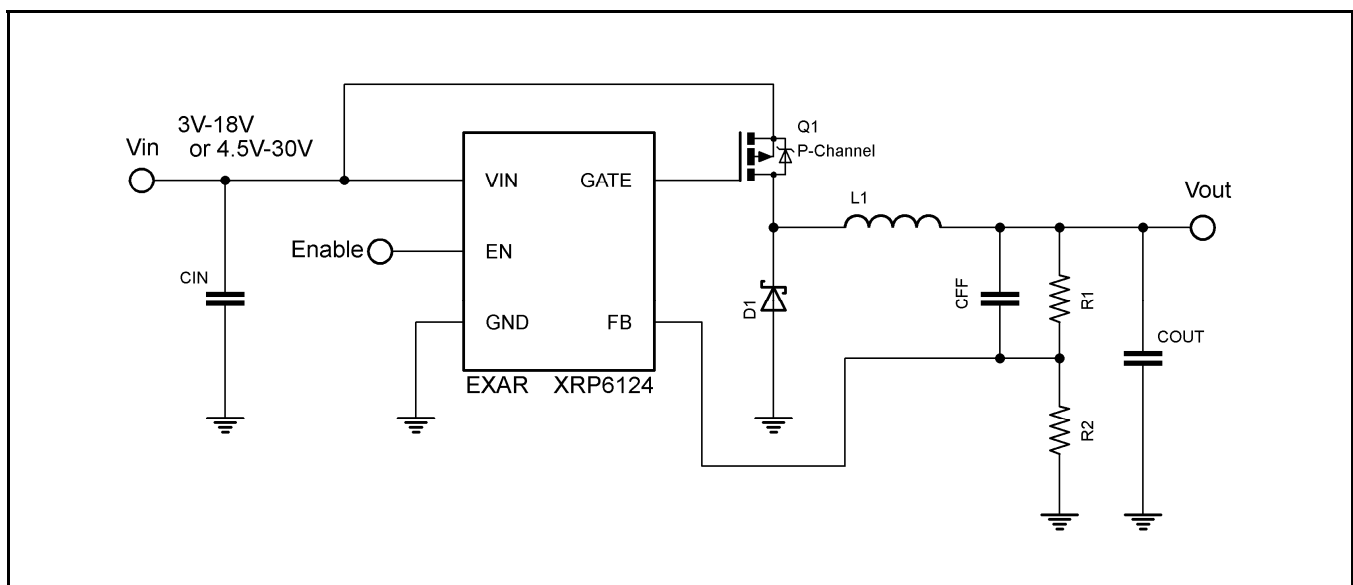 3V-18V
Vin or 4.5V-30V
Q1
P-Channel
VIN GATE
Vout
L1
Enable
EN
CIN
D1
CFF
R1
GND FB
COUT
EXAR XRP6124
R2